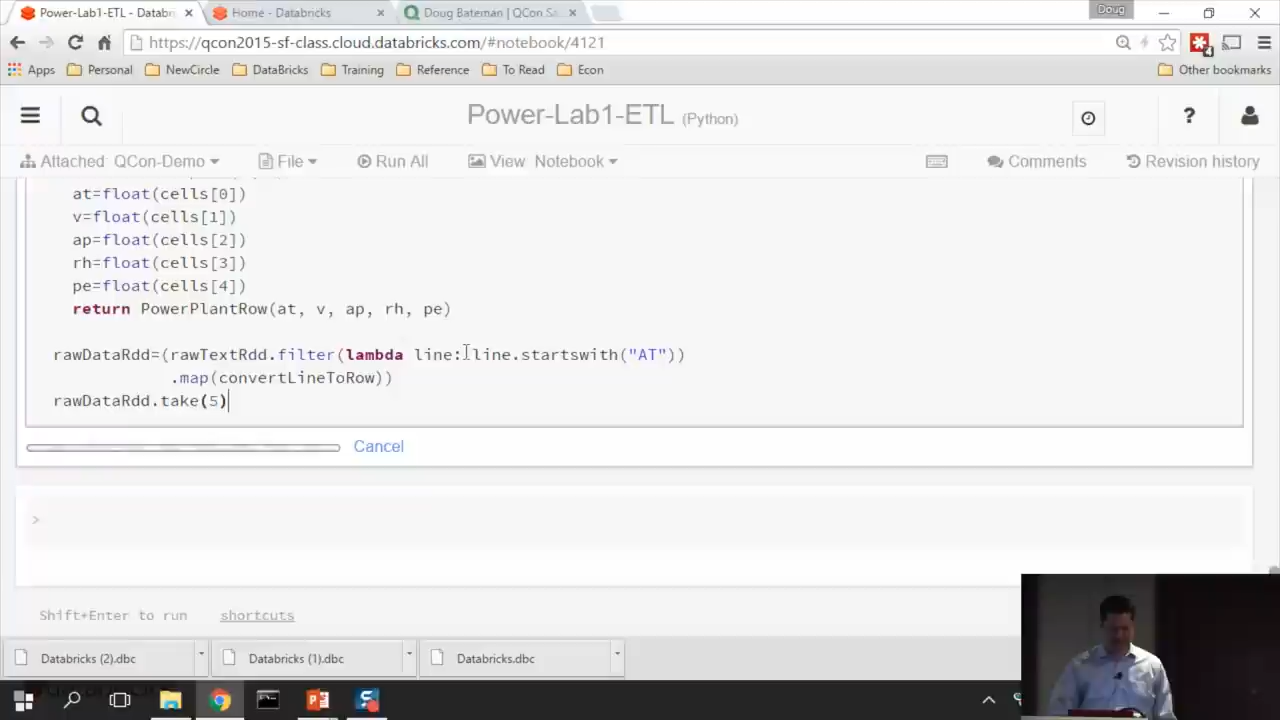 Power-Lab1-ETL - Databri
Home - Databricks
Doug Bateman | QCon Sa
Doug
https://qcon2015-sf-class.cloud.databricks.com/#notebook/4121
Apps Personal NewCircle DataBricks Training Reference To Read Econ Other bookmarks
Power-Lab1-ETL (Python)
?
Attached: QCon-Demo File Run All View: Notebook Comments Revision history
at=float(cells[0])
v=float(cells[1])
ap=float(cells[2])
rh=float(cells[3])
pe=float(cells[4])
return PowerPlantRow(at, v, ap, rh, pe)
rawDataRdd=(rawTextRdd.filter(lambda line: line.startswith("AT"))
.map(convertLineToRow))
rawDataRdd.take(5)
Cancel
>
Shift+Enter to run shortcuts
Databricks (2).dbc Databricks (1).dbc Databricks.dbc